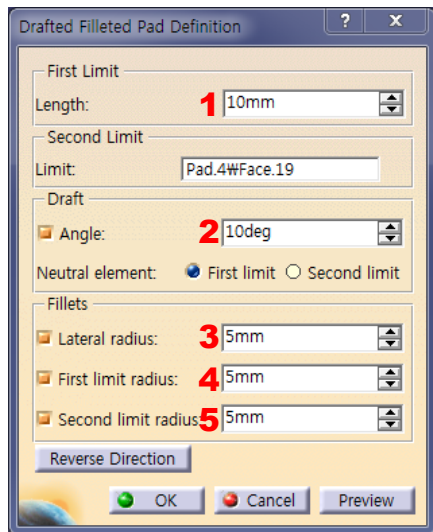 Drafted Filleted Pad Definition ? X
First Limit
Length: 1 10mm
Second Limit
Limit: Pad.4₩Face.19
Draft
Angle: 2 10deg
Neutral element: First limit Second limit
Fillets
Lateral radius: 3 5mm
First limit radius: 4 5mm
Second limit radius: 5 5mm
Reverse Direction
OK Cancel Preview